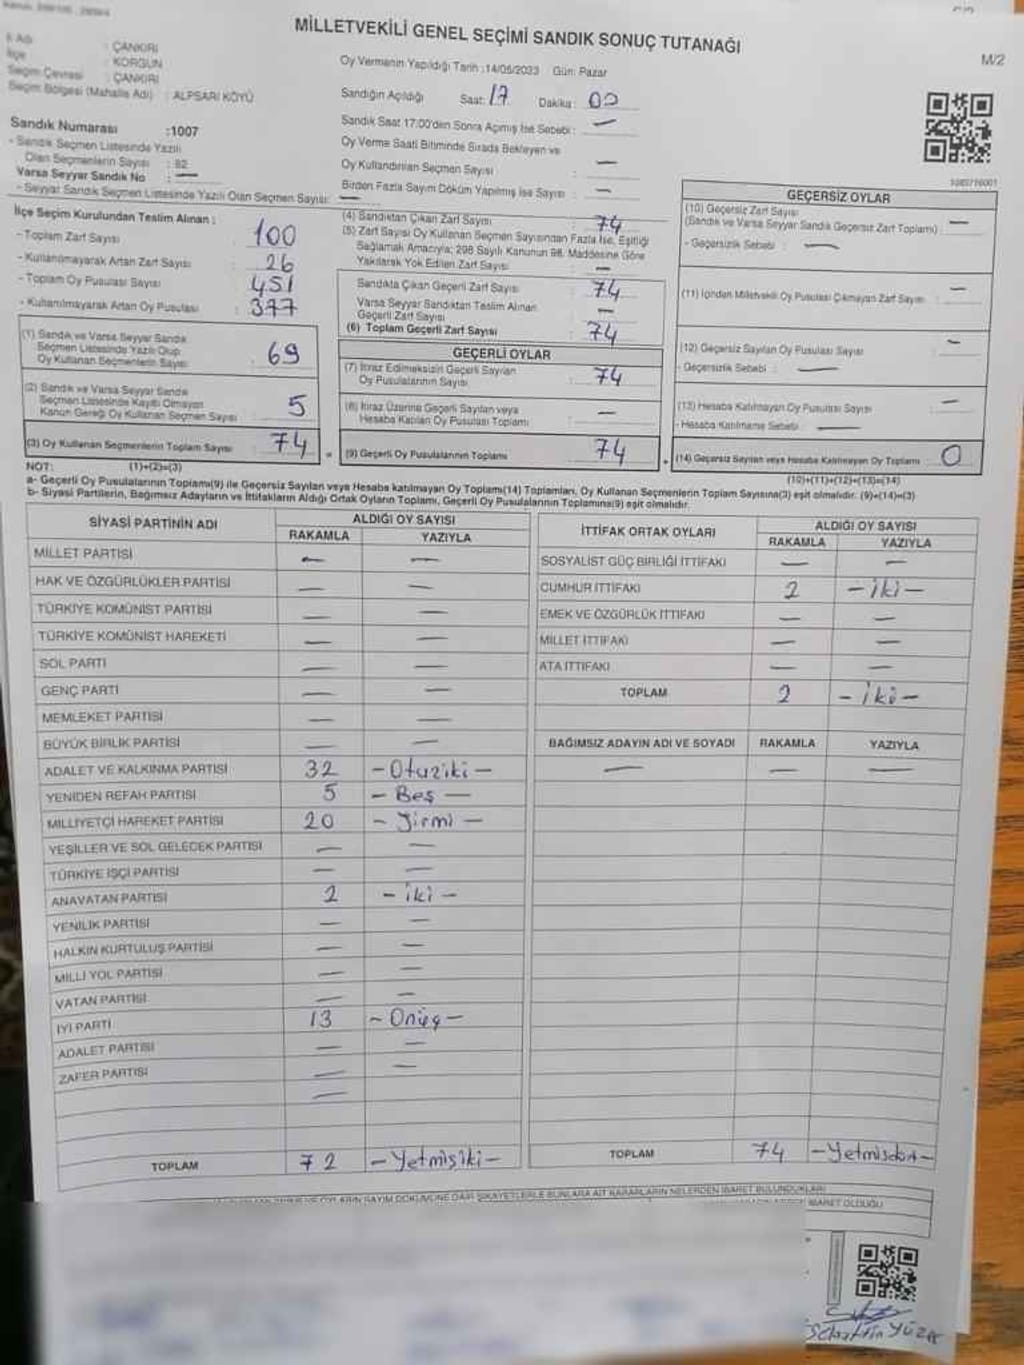 MİLLETVEKİLİ GENEL SEÇİMİ SANDIK SONUÇ TUTANAĞI
M/2
İl Adı : ÇANKIRI
İlçe : KORGUN
Seçim Çevresi : ÇANKIRI
Seçim Bölgesi (Mahalle Adı) : ALPSARI KÖYÜ
Sandık Numarası :1007
- Sandık Seçmen Listesinde Yazılı
Olan Seçmenlerin Sayısı : 82
Varsa Seyyar Sandık No : —
- Seyyar Sandık Seçmen Listesinde Yazılı Olan Seçmen Sayısı: —
Oy Vermenin Yapıldığı Tarih :14/05/2023 Gün: Pazar
Sandığın Açıldığı Saat: 17 Dakika: 00
Sandık Saat 17:00'den Sonra Açmış İse Sebebi : —
Oy Verme Saati Bitiminde Sırada Bekleyen ve
Oy Kullandırılan Seçmen Sayısı : —
Birden Fazla Sayım Döküm Yapılmış İse Sayısı : —
İlçe Seçim Kurulundan Teslim Alınan :
- Toplam Zarf Sayısı : 100
- Kullanılmayarak Artan Zarf Sayısı : 26
- Toplam Oy Pusulası Sayısı : 451
- Kullanılmayarak Artan Oy Pusulası : 377
(1) Sandık ve Varsa Seyyar Sandık
Seçmen Listesinde Yazılı Olup
Oy Kullanan Seçmenlerin Sayısı : 69
(2) Sandık ve Varsa Seyyar Sandık
Seçmen Listesinde Kayıtlı Olmayan
Kanun Gereği Oy Kullanan Seçmen Sayısı : 5
(3) Oy Kullanan Seçmenlerin Toplam Sayısı : 74
(4) Sandıktan Çıkan Zarf Sayısı : 74
(5) Zarf Sayısı Oy Kullanan Seçmen Sayısından Fazla İse, Eşitliği
Sağlamak Amacıyla; 298 Sayılı Kanunun 98. Maddesine Göre
Yakılarak Yok Edilen Zarf Sayısı : —
Sandıkta Çıkan Geçerli Zarf Sayısı : 74
Varsa Seyyar Sandıktan Teslim Alınan
Geçerli Zarf Sayısı : —
(6) Toplam Geçerli Zarf Sayısı : 74
GEÇERLİ OYLAR
(7) İtiraz Edilmeksizin Geçerli Sayılan
Oy Pusulalarının Sayısı : 74
(8) İtiraz Üzerine Geçerli Sayılan veya
Hesaba Katılan Oy Pusulası Toplamı : —
(9) Geçerli Oy Pusulalarının Toplamı : 74
GEÇERSİZ OYLAR
(10) Geçersiz Zarf Sayısı
(Sandık ve Varsa Seyyar Sandık Geçersiz Zarf Toplamı) : —
- Geçersizlik Sebebi : —
(11) İçinden Milletvekili Oy Pusulası Çıkmayan Zarf Sayısı : —
(12) Geçersiz Sayılan Oy Pusulası Sayısı : —
- Geçersizlik Sebebi : —
(13) Hesaba Katılmayan Oy Pusulası Sayısı : —
- Hesaba Katılmama Sebebi : —
(14) Geçersiz Sayılan veya Hesaba Katılmayan Oy Toplamı : 0
NOT: (1)+(2)=(3)
(10)+(11)+(12)+(13)=(14)
a- Geçerli Oy Pusulalarının Toplamı(9) ile Geçersiz Sayılan veya Hesaba katılmayan Oy Toplamı(14) Toplamları, Oy Kullanan Seçmenlerin Toplam Sayısına(3) eşit olmalıdır. (9)+(14)=(3)
b- Siyasi Partilerin, Bağımsız Adayların ve İttifakların Aldığı Ortak Oyların Toplamı, Geçerli Oy Pusulalarının Toplamına(9) eşit olmalıdır.
SİYASİ PARTİNİN ADI ALDIĞI OY SAYISI
RAKAMLA YAZIYLA
MİLLET PARTİSİ — —
HAK VE ÖZGÜRLÜKLER PARTİSİ — —
TÜRKİYE KOMÜNİST PARTİSİ — —
TÜRKİYE KOMÜNİST HAREKETİ — —
SOL PARTİ — —
GENÇ PARTİ — —
MEMLEKET PARTİSİ — —
BÜYÜK BİRLİK PARTİSİ — —
ADALET VE KALKINMA PARTİSİ 32 - Otuziki -
YENİDEN REFAH PARTİSİ 5 - Beş -
MİLLİYETÇİ HAREKET PARTİSİ 20 - Yirmi -
YEŞİLLER VE SOL GELECEK PARTİSİ — —
TÜRKİYE İŞÇİ PARTİSİ — —
ANAVATAN PARTİSİ 2 - iki -
YENİLİK PARTİSİ — —
HALKIN KURTULUŞ PARTİSİ — —
MİLLİ YOL PARTİSİ — —
VATAN PARTİSİ — —
İYİ PARTİ 13 - Onüç -
ADALET PARTİSİ — —
ZAFER PARTİSİ — —
TOPLAM 72 - Yetmişiki -
İTTİFAK ORTAK OYLARI ALDIĞI OY SAYISI
RAKAMLA YAZIYLA
SOSYALİST GÜÇ BİRLİĞİ İTTİFAKI — —
CUMHUR İTTİFAKI 2 - iki -
EMEK VE ÖZGÜRLÜK İTTİFAKI — —
MİLLET İTTİFAKI — —
ATA İTTİFAKI — —
TOPLAM 2 - iki -
BAĞIMSIZ ADAYIN ADI VE SOYADI RAKAMLA YAZIYLA
— — —
TOPLAM 74 - Yetmişdört -